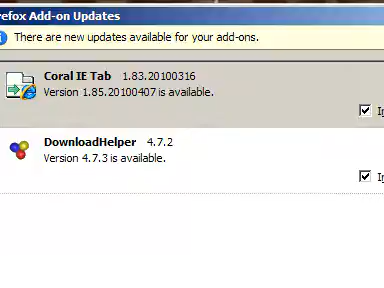 refox Add-on Updates
There are new updates available for your add-ons.
Coral IE Tab 1.83.20100316
Version 1.85.20100407 is available.
DownloadHelper 4.7.2
Version 4.7.3 is available.